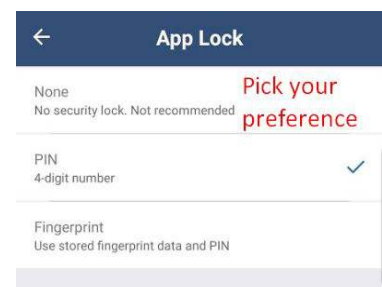 App Lock
None
No security lock. Not recommended
Pick your
preference
PIN
4-digit number
Fingerprint
Use stored fingerprint data and PIN